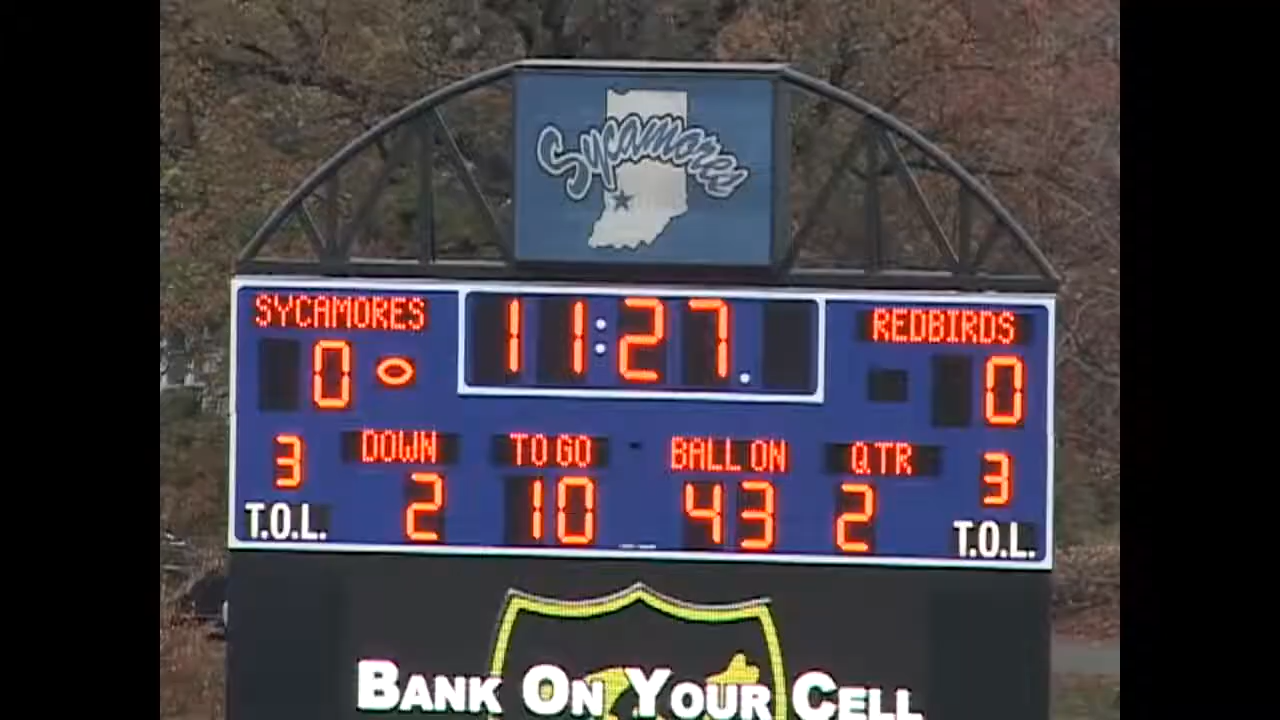 Sycamores
SYCAMORES 11:27. REDBIRDS
0 0
3 DOWN TO GO BALL ON QTR 3
T.O.L. 2 10 43 2 T.O.L.
BANK ON YOUR CELL